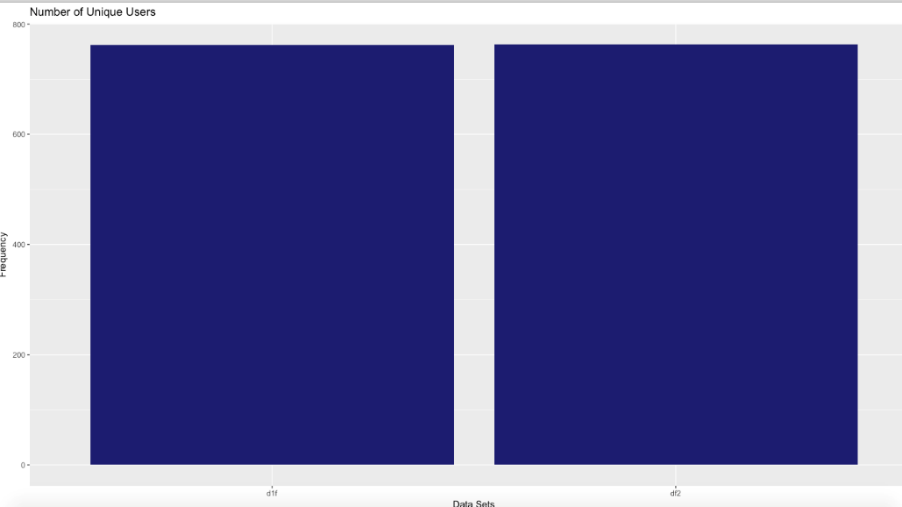 Number of Unique Users
800
600
400
200
0
Frequency
d1f
df2
Data Sets